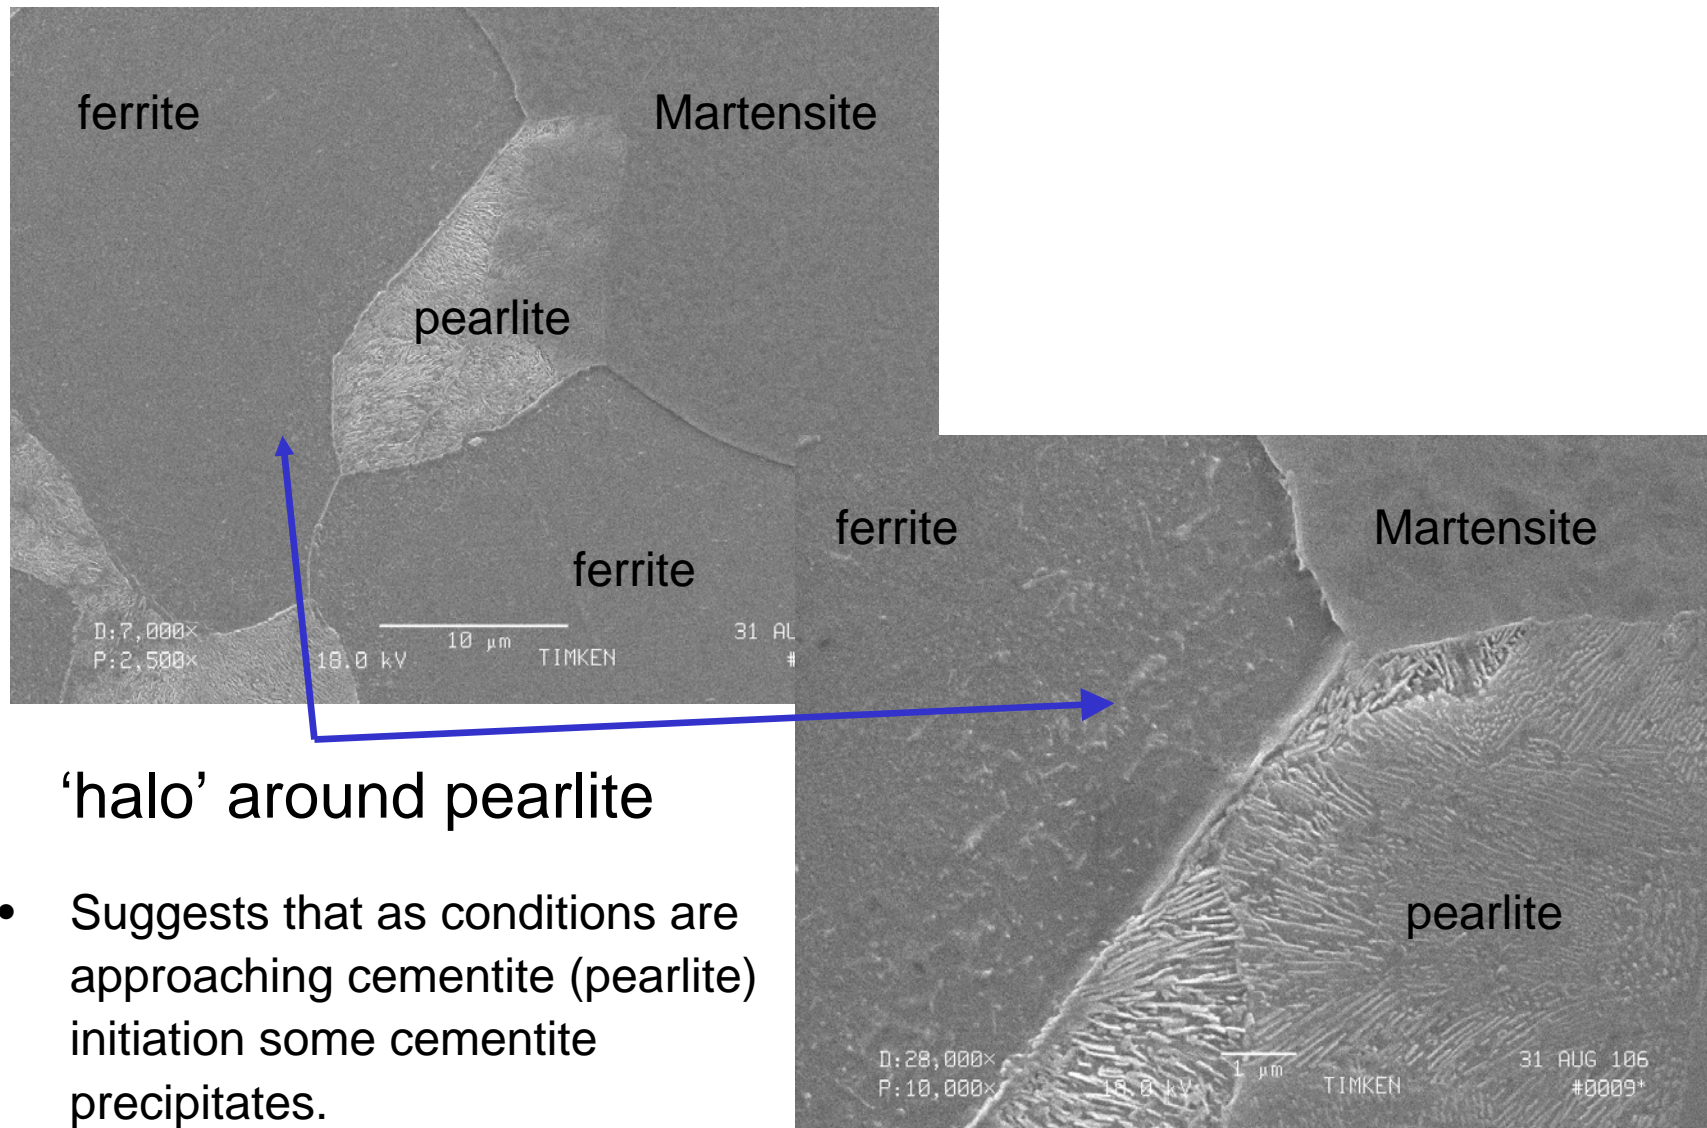 ferrite
Martensite
pearlite
ferrite
D:7,000×
P:2,500×
18.0 kV
10 µm
TIMKEN
31 AU
#
ferrite
Martensite
pearlite
D:28,000×
P:10,000×
18.0 kV
1 µm
TIMKEN
31 AUG 106
#0009*
‘halo’ around pearlite
• Suggests that as conditions are
approaching cementite (pearlite)
initiation some cementite
precipitates.